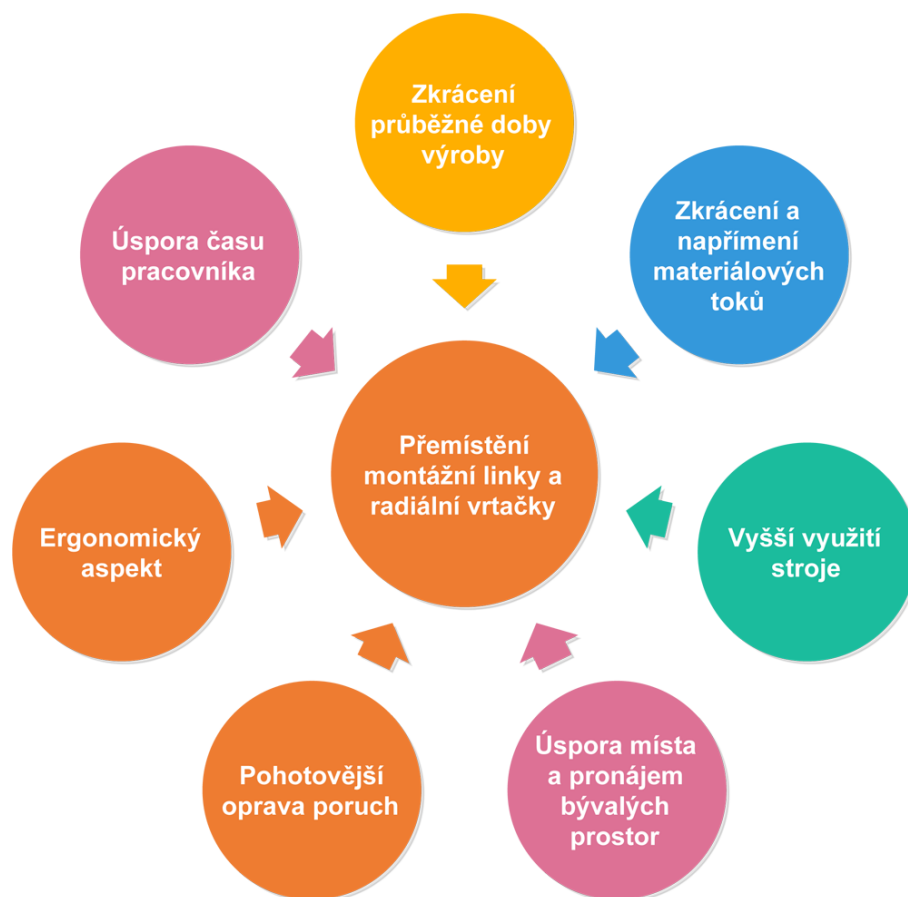 Zkrácení
průběžné doby
výroby
Zkrácení a
napřímení
materiálových
toků
Vyšší využití
stroje
Úspora místa
a pronájem
bývalých
prostor
Pohotovější
oprava poruch
Ergonomický
aspekt
Úspora času
pracovníka
Přemístění
montážní linky a
radiální vrtačky